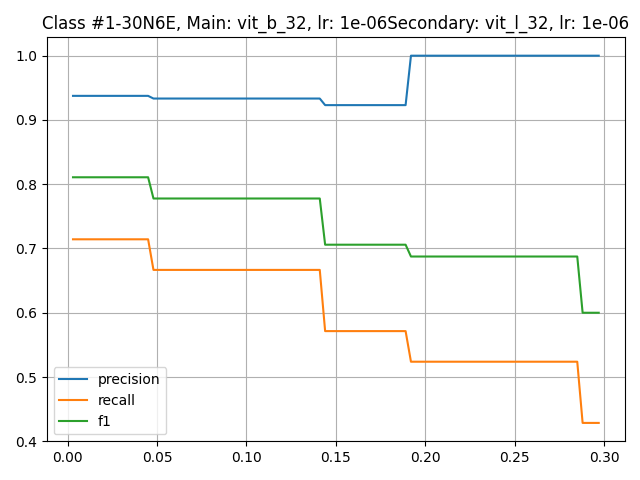 Class #1-30N6E, Main: vit_b_32, lr: 1e-06Secondary: vit_l_32, lr: 1e-06
1.0
0.9
0.8
0.7
0.6
0.5
0.4
precision
recall
f1
0.00 0.05 0.10 0.15 0.20 0.25 0.30